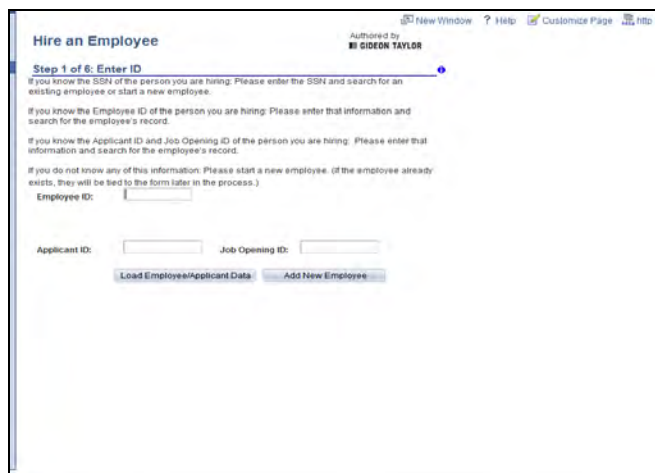 New Window ? Help Customize Page http
Hire an Employee
Authored by
GIDEON TAYLOR
Step 1 of 6: Enter ID
If you know the SSN of the person you are hiring: Please enter the SSN and search for an
existing employee or start a new employee.
If you know the Employee ID of the person you are hiring: Please enter that information and
search for the employee's record.
If you know the Applicant ID and Job Opening ID of the person you are hiring: Please enter that
information and search for the employee's record.
If you do not know any of this information: Please start a new employee. (If the employee already
exists, they will be tied to the form later in the process.)
Employee ID:
Applicant ID: Job Opening ID:
Load Employee/Applicant Data Add New Employee